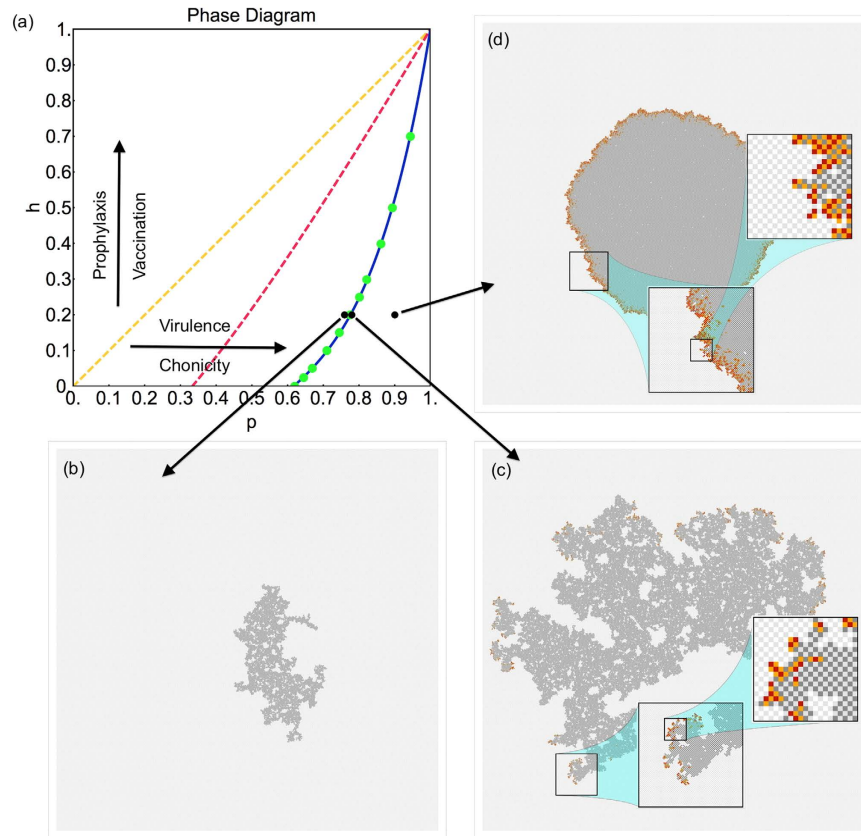 Phase Diagram
(a)
1.
0.9
0.8
0.7
0.6
0.5
0.4
0.3
0.2
0.1
0.
h
Prophylaxis
Vaccination
Virulence
Chonicity
0. 0.1 0.2 0.3 0.4 0.5 0.6 0.7 0.8 0.9 1.
p
(d)
(b)
(c)